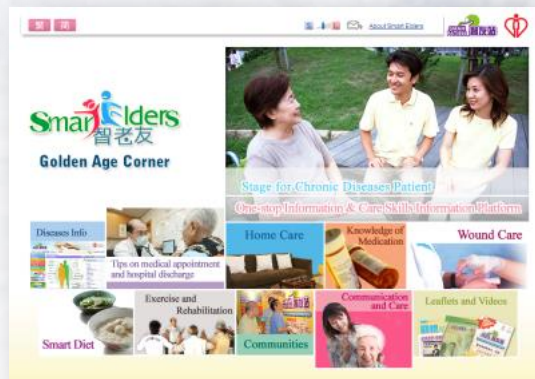 繁 簡
About Smart Elders
Smart Elders
智老友
Golden Age Corner
Stage for Chronic Diseases Patient
One-stop Information & Care Skills Information Platform
Diseases Info
Tips on medical appointment
and hospital discharge
Home Care
Knowledge of
Medication
Wound Care
Smart Diet
Exercise and
Rehabilitation
Communities
Communication
and Care
Leaflets and Videos